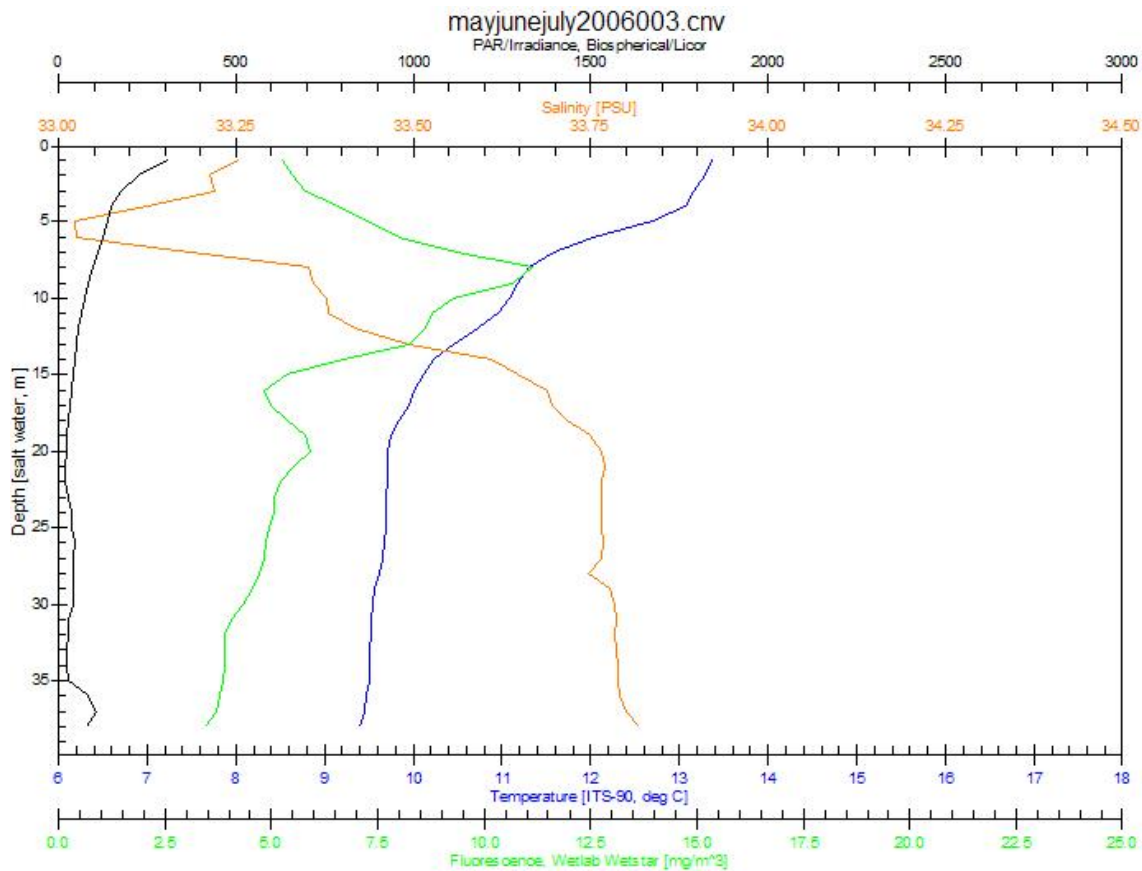 mayjunejuly2006003.cnv
PAR/Irradiance, Biospherical/Licor
0 500 1000 1500 2000 2500 3000
Salinity [PSU]
33.00 33.25 33.50 33.75 34.00 34.25 34.50
0
5
10
15
20
25
30
35
Depth [salt water, m]
6 7 8 9 10 11 12 13 14 15 16 17 18
Temperature [ITS-90, deg C]
0.0 2.5 5.0 7.5 10.0 12.5 15.0 17.5 20.0 22.5 25.0
Fluorescence, Wetlab Wetstar [mg/m^3]